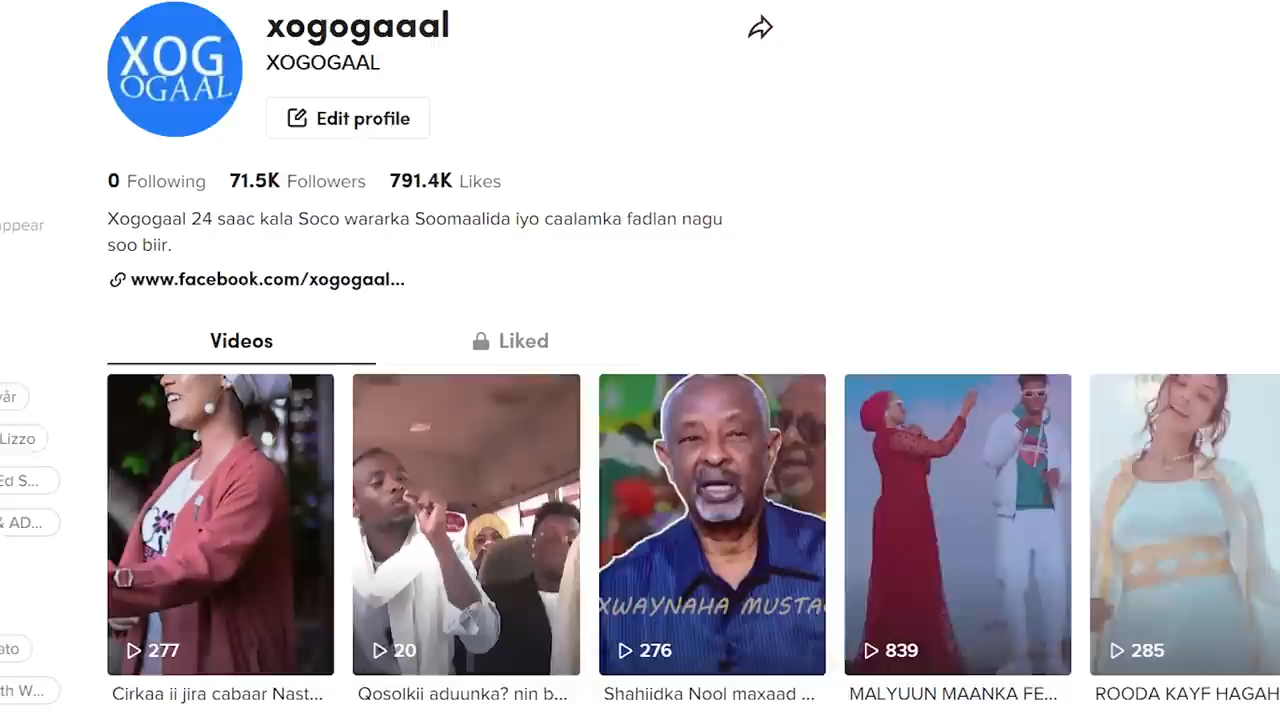 XOG
OGAAL
xogogaaal
XOGOGAAL
Edit profile
0 Following 71.5K Followers 791.4K Likes
Xogogaal 24 saac kala Soco wararka Soomaalida iyo caalamka fadlan nagu
soo biir.
www.facebook.com/xogogaal...
Videos
Liked
Lizzo
Ed S...
& AD...
XWAYNAHA MUSTA
277
20
276
839
285
Cirkaa ii jira cabaar Nast...
Qosolkii aduunka? nin b...
Shahiidka Nool maxaad ...
MALYUUN MAANKA FE...
ROODA KAYF HAGAH